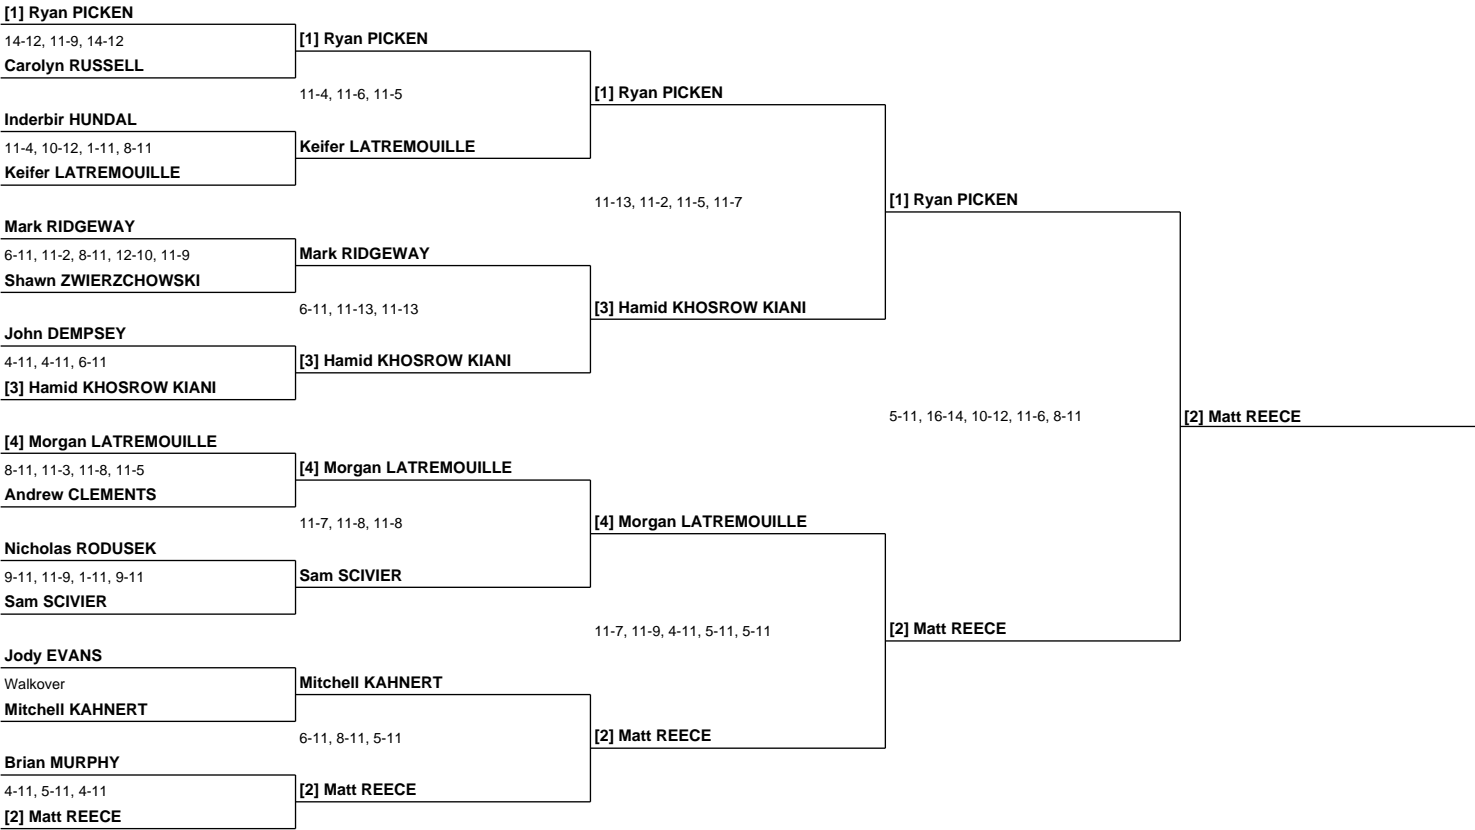 [1] Ryan PICKEN
14-12, 11-9, 14-12
Carolyn RUSSELL
Inderbir HUNDAL
11-4, 10-12, 1-11, 8-11
Keifer LATREMOUILLE
Mark RIDGEWAY
6-11, 11-2, 8-11, 12-10, 11-9
Shawn ZWIERZCHOWSKI
John DEMPSEY
4-11, 4-11, 6-11
[3] Hamid KHOSROW KIANI
[4] Morgan LATREMOUILLE
8-11, 11-3, 11-8, 11-5
Andrew CLEMENTS
Nicholas RODUSEK
9-11, 11-9, 1-11, 9-11
Sam SCIVIER
Jody EVANS
Walkover
Mitchell KAHNERT
Brian MURPHY
4-11, 5-11, 4-11
[2] Matt REECE
[1] Ryan PICKEN
11-4, 11-6, 11-5
Keifer LATREMOUILLE
Mark RIDGEWAY
6-11, 11-13, 11-13
[3] Hamid KHOSROW KIANI
[4] Morgan LATREMOUILLE
11-7, 11-8, 11-8
Sam SCIVIER
Mitchell KAHNERT
6-11, 8-11, 5-11
[2] Matt REECE
[1] Ryan PICKEN
11-13, 11-2, 11-5, 11-7
[3] Hamid KHOSROW KIANI
[4] Morgan LATREMOUILLE
11-7, 11-9, 4-11, 5-11, 5-11
[2] Matt REECE
[1] Ryan PICKEN
5-11, 16-14, 10-12, 11-6, 8-11
[2] Matt REECE
[2] Matt REECE